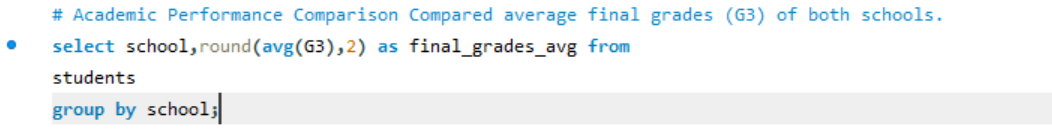 # Academic Performance Comparison Compared average final grades (G3) of both schools.
select school,round(avg(G3),2) as final_grades_avg from
students
group by school;